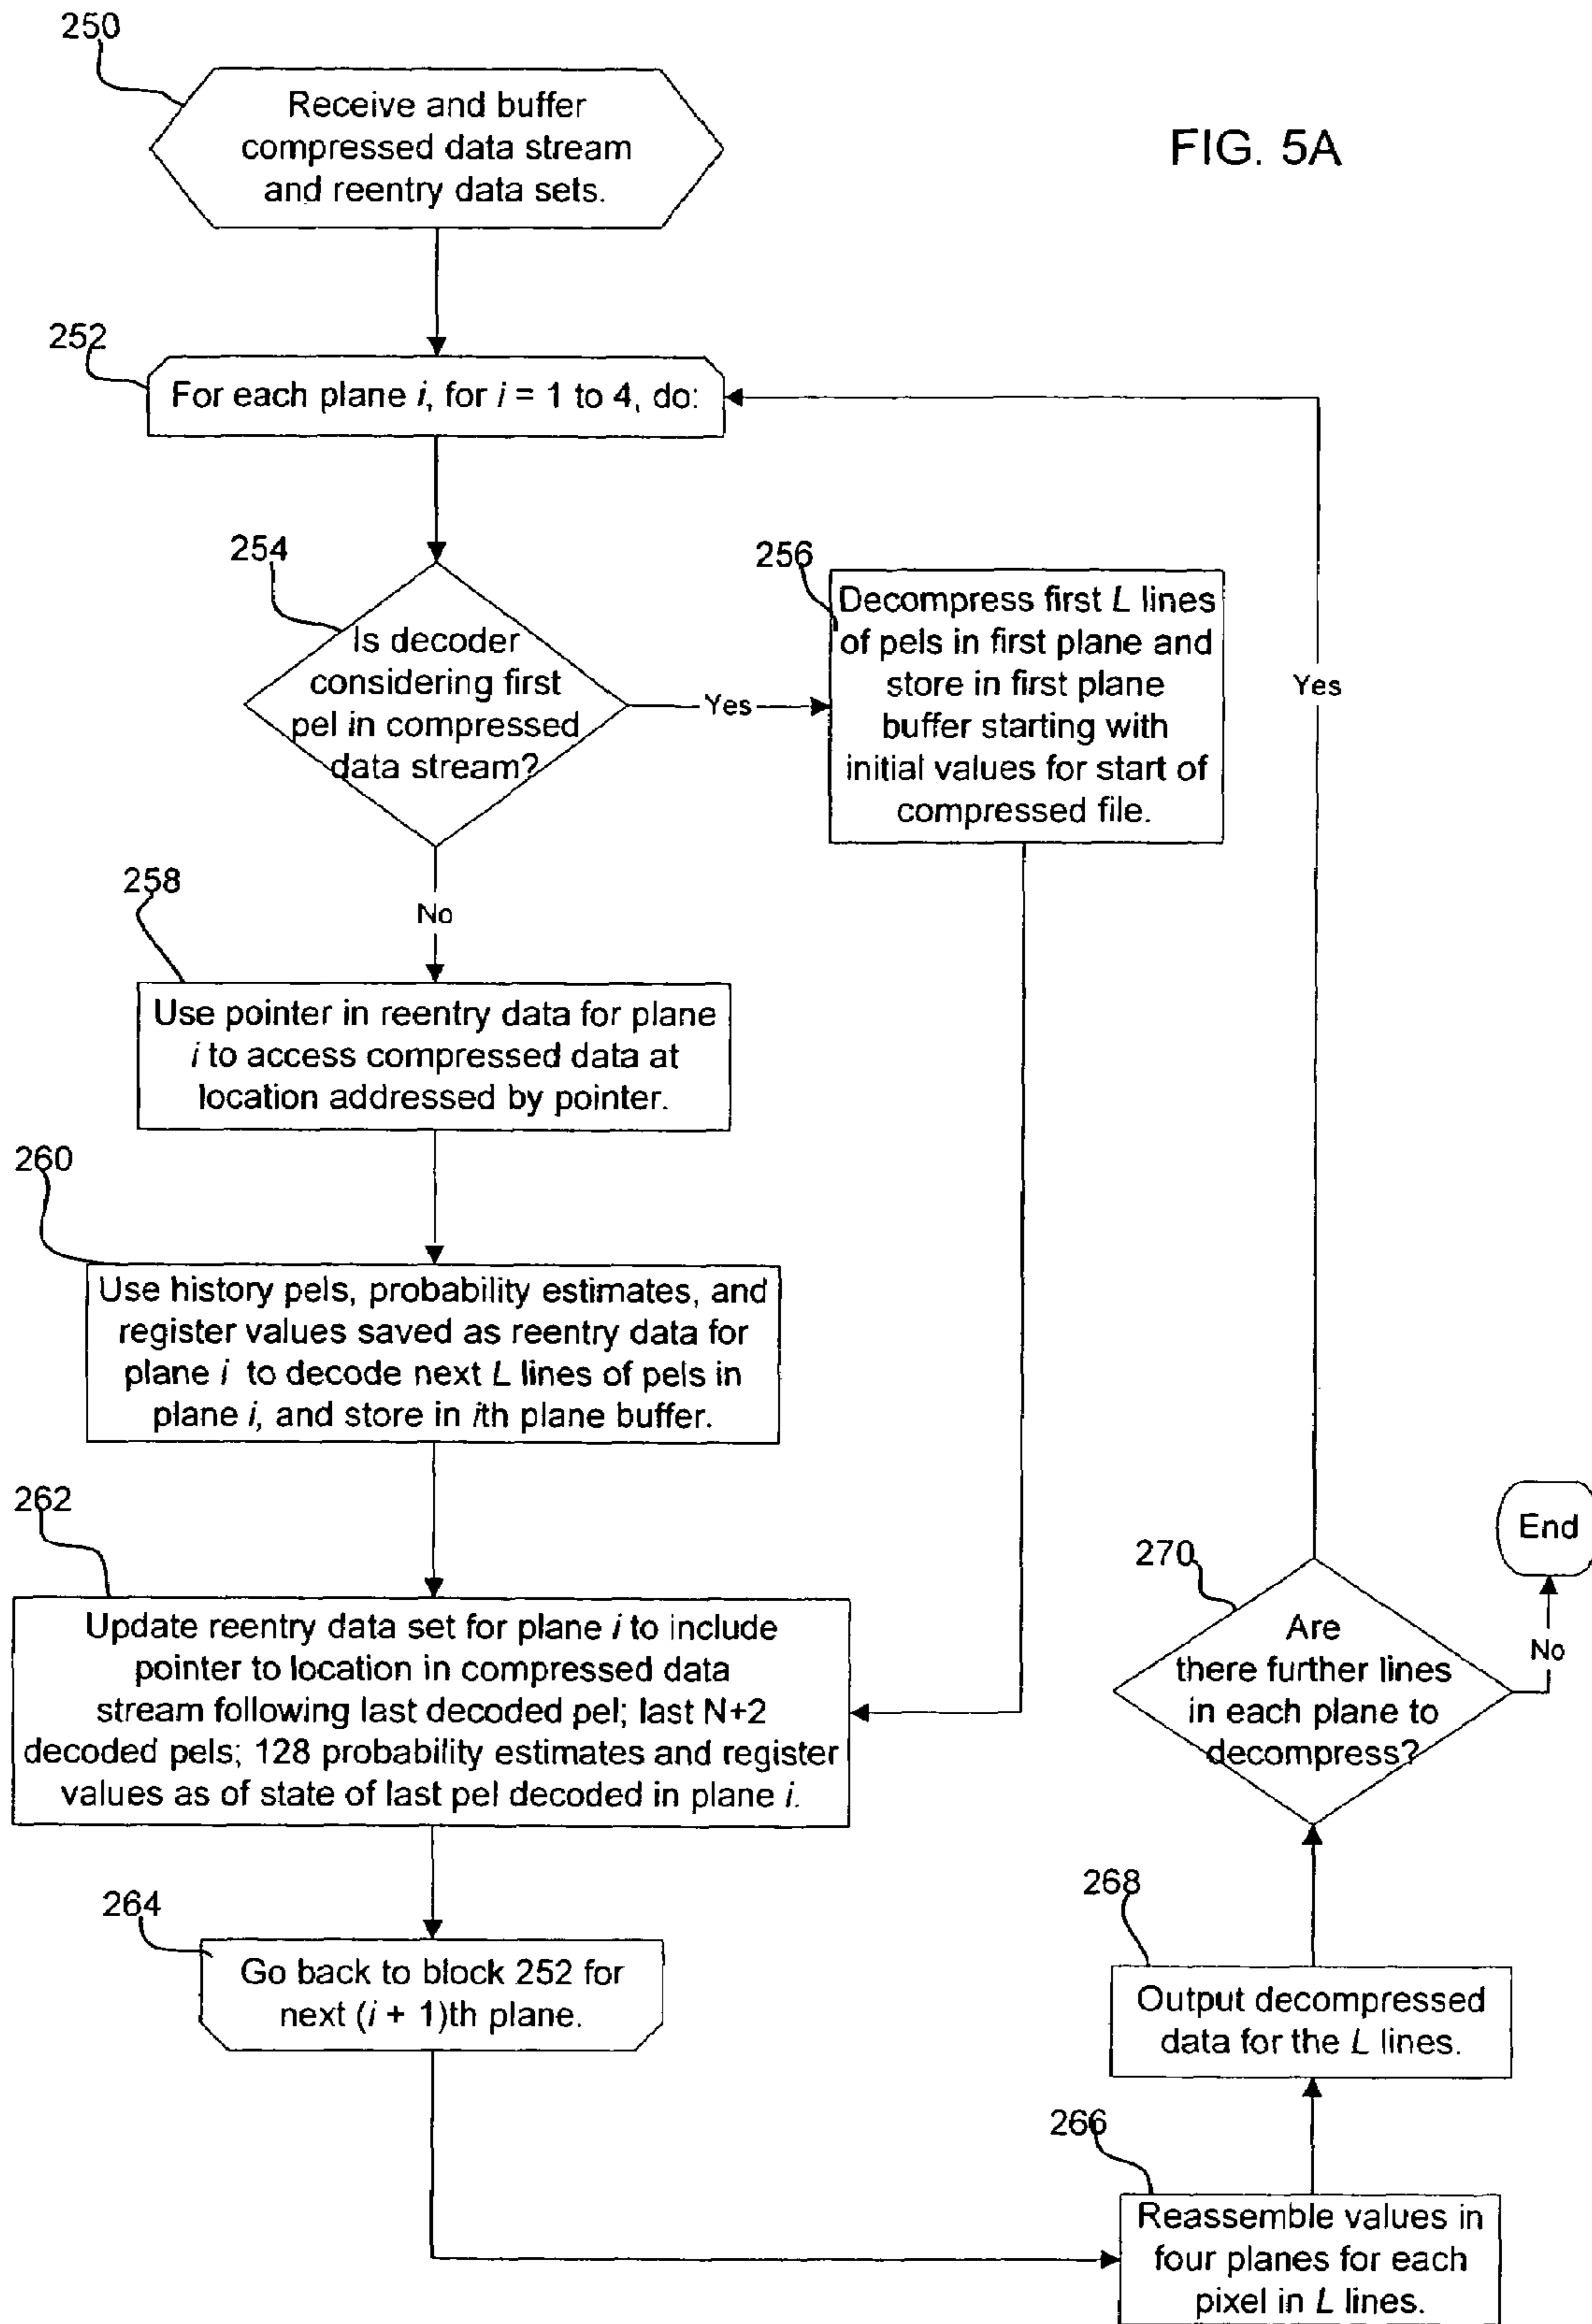 250
Receive and buffer
compressed data stream
and reentry data sets.
FIG. 5A
252
For each plane i, for i = 1 to 4, do:
254
Is decoder
considering first
pel in compressed
data stream?
Yes
256
Decompress first L lines
of pels in first plane and
store in first plane
buffer starting with
initial values for start of
compressed file.
Yes
No
258
Use pointer in reentry data for plane
i to access compressed data at
location addressed by pointer.
260
Use history pels, probability estimates, and
register values saved as reentry data for
plane i to decode next L lines of pels in
plane i, and store in ith plane buffer.
262
Update reentry data set for plane i to include
pointer to location in compressed data
stream following last decoded pel; last N+2
decoded pels; 128 probability estimates and register
values as of state of last pel decoded in plane i.
264
Go back to block 252 for
next (i + 1)th plane.
266
Reassemble values in
four planes for each
pixel in L lines.
268
Output decompressed
data for the L lines.
270
Are
there further lines
in each plane to
decompress?
No
End